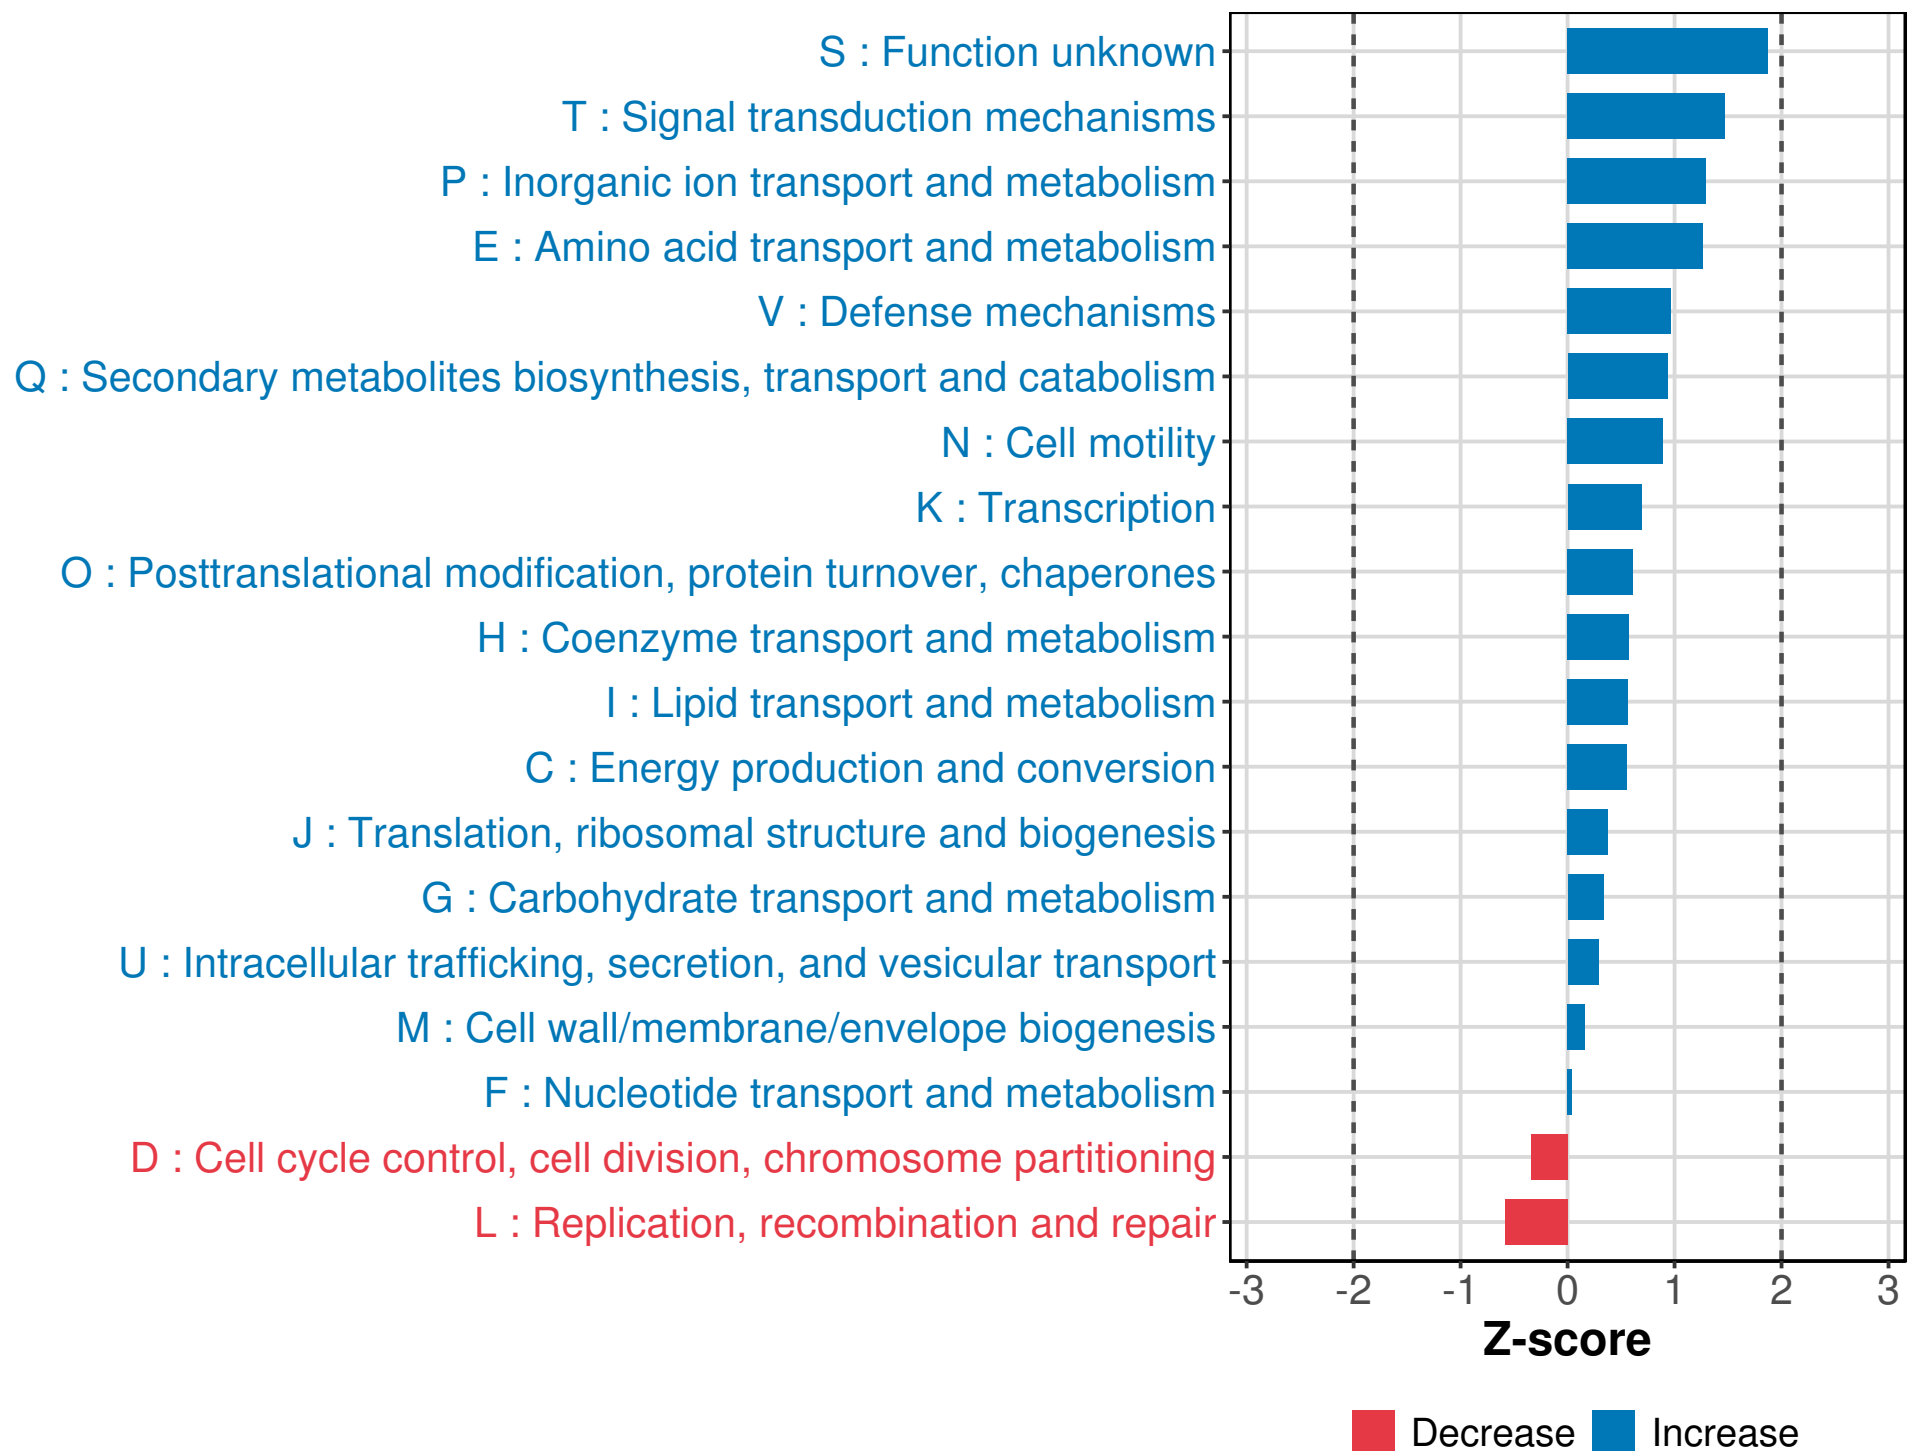 S : Function unknown
T : Signal transduction mechanisms
P : Inorganic ion transport and metabolism
E : Amino acid transport and metabolism
V : Defense mechanisms
Q : Secondary metabolites biosynthesis, transport and catabolism
N : Cell motility
K : Transcription
O : Posttranslational modification, protein turnover, chaperones
H : Coenzyme transport and metabolism
I : Lipid transport and metabolism
C : Energy production and conversion
J : Translation, ribosomal structure and biogenesis
G : Carbohydrate transport and metabolism
U : Intracellular trafficking, secretion, and vesicular transport
M : Cell wall/membrane/envelope biogenesis
F : Nucleotide transport and metabolism
D : Cell cycle control, cell division, chromosome partitioning
L : Replication, recombination and repair
-3 -2 -1 0 1 2 3
Z-score
Decrease Increase